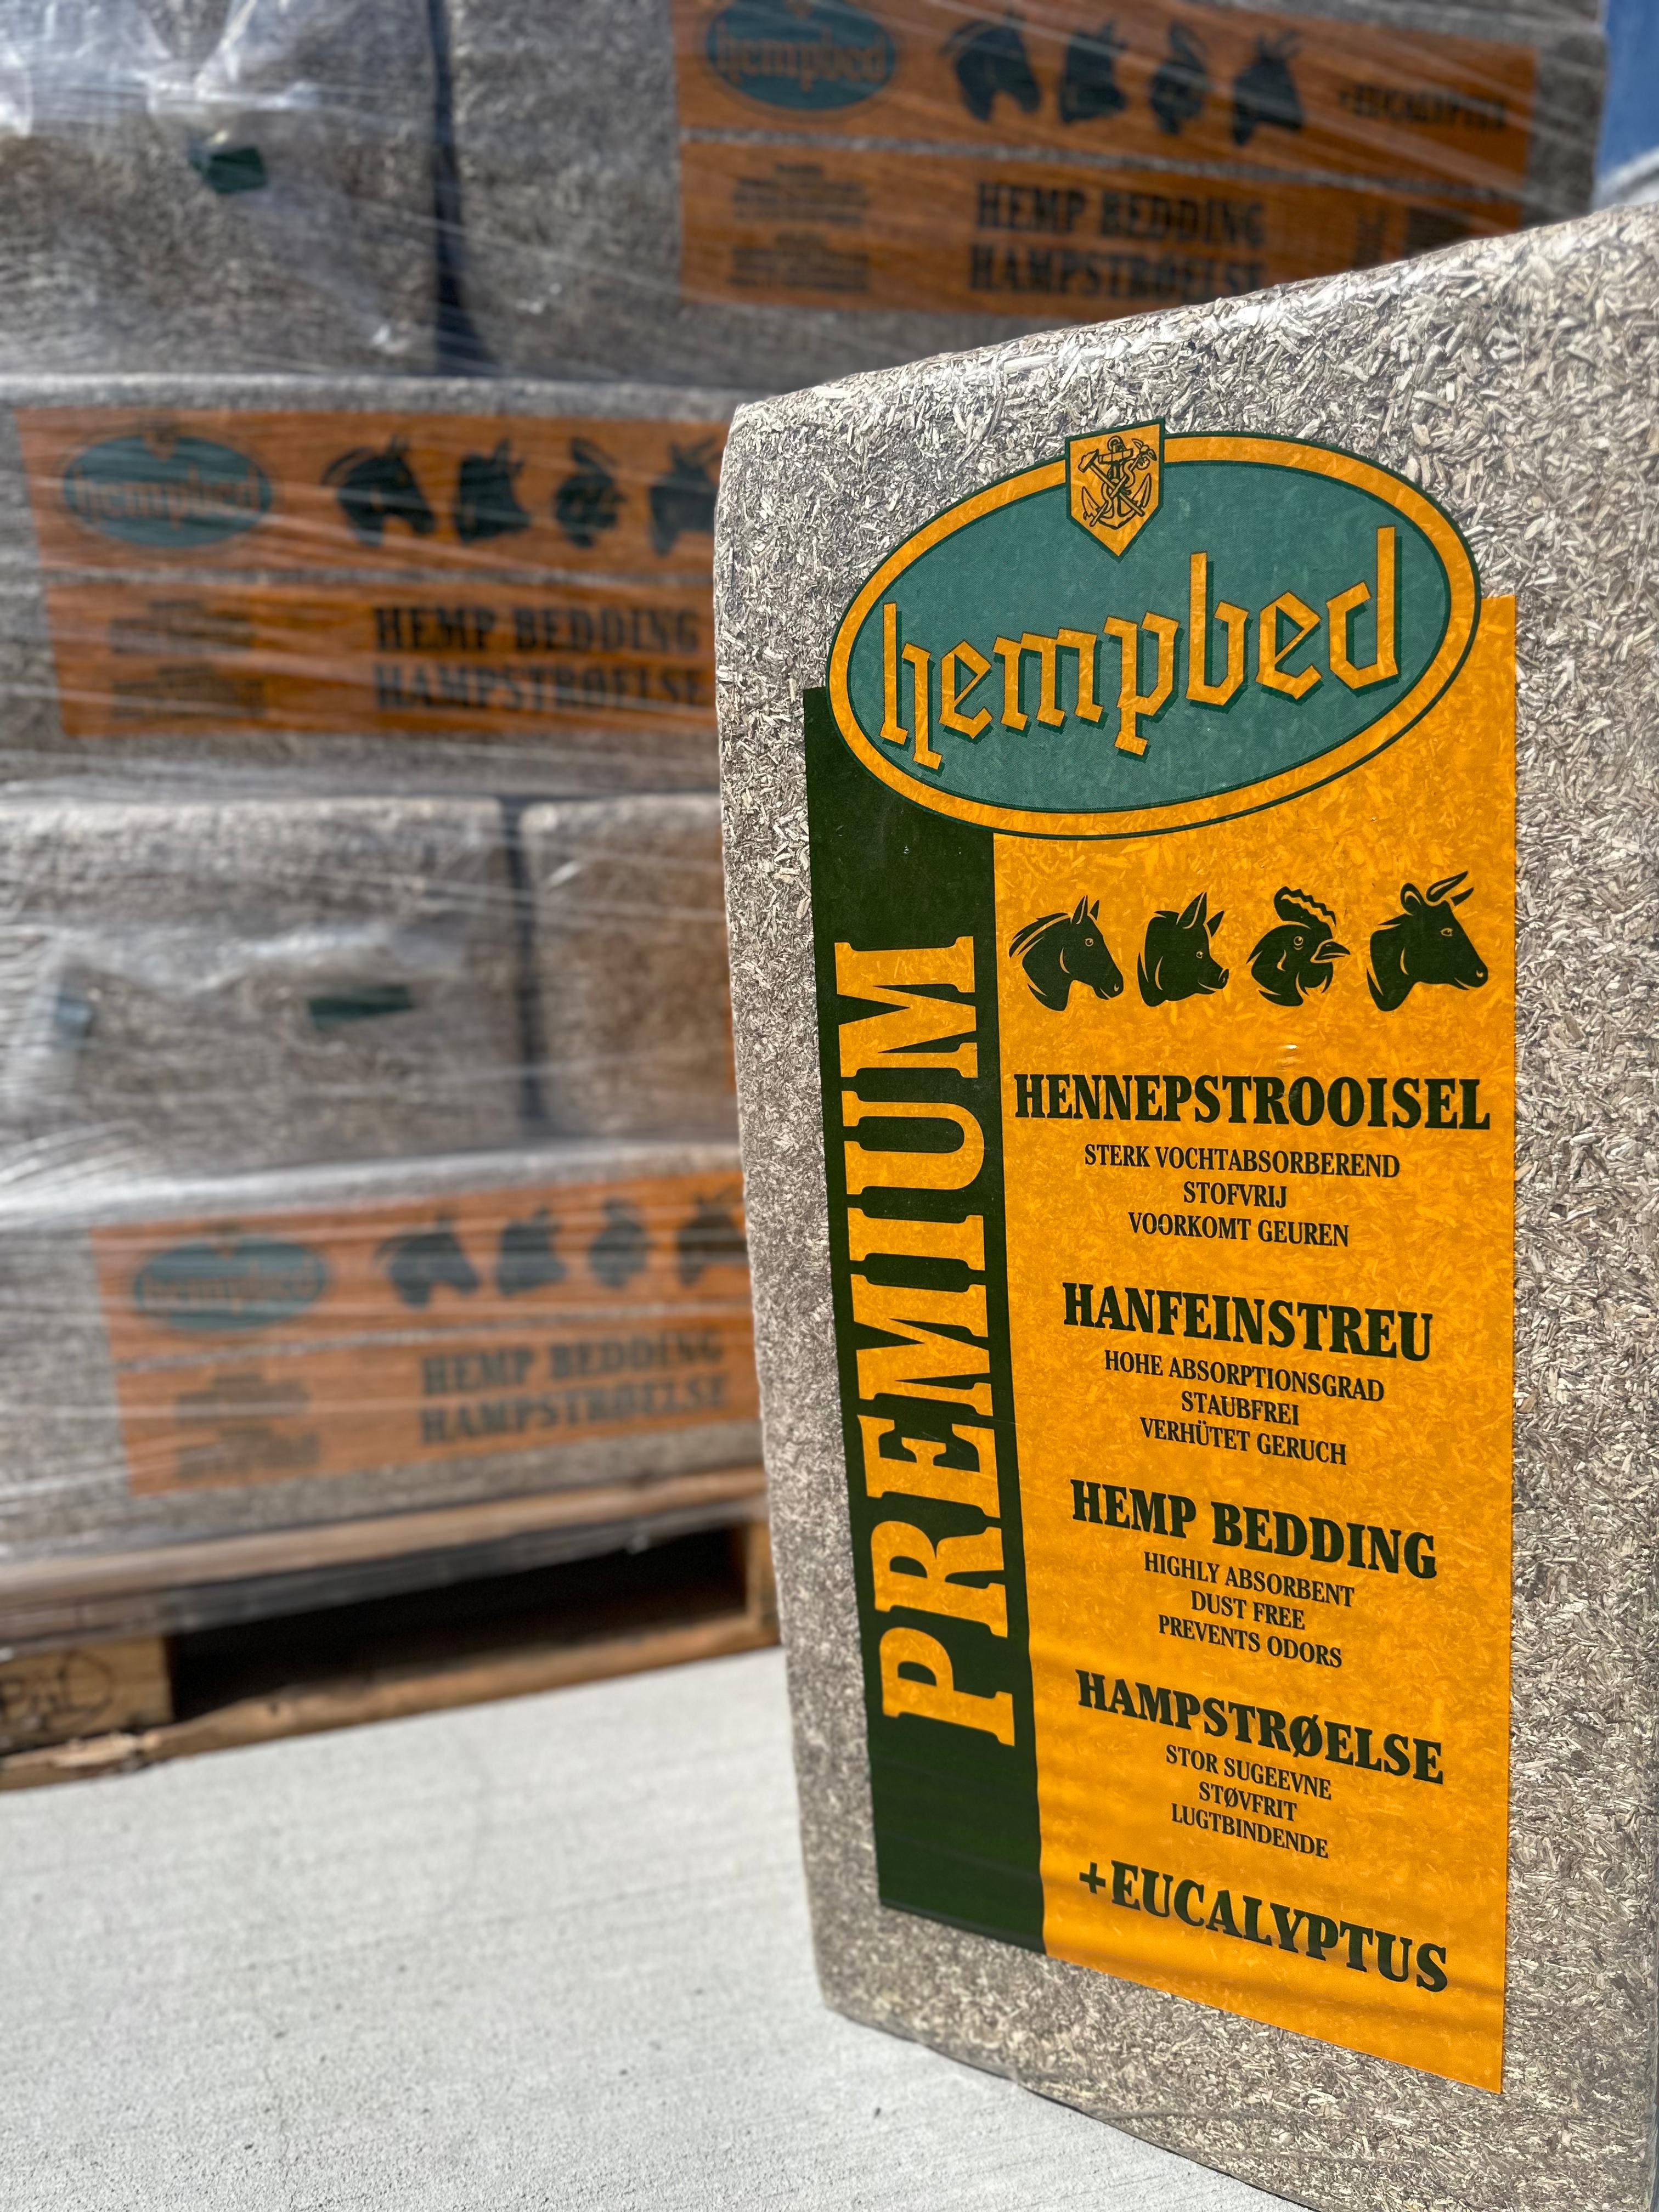 hempbed
+EUCALYPTUS
HEMP BEDDING
HAMPSTRØELSE
hempbed
HEMP BEDDING
HAMPSTRØELSE
hempbed
HEMP BEDDING
HAMPSTRØELSE
hempbed
PREMIUM
HENNEPSTROOISEL
STERK VOCHTABSORBEREND
STOFVRIJ
VOORKOMT GEUREN
HANFEINSTREU
HOHE ABSORPTIONSGRAD
STAUBFREI
VERHÜTET GERUCH
HEMP BEDDING
HIGHLY ABSORBENT
DUST FREE
PREVENTS ODORS
HAMPSTRØELSE
STOR SUGEEVNE
STØVFRIT
LUGTBINDENDE
+EUCALYPTUS